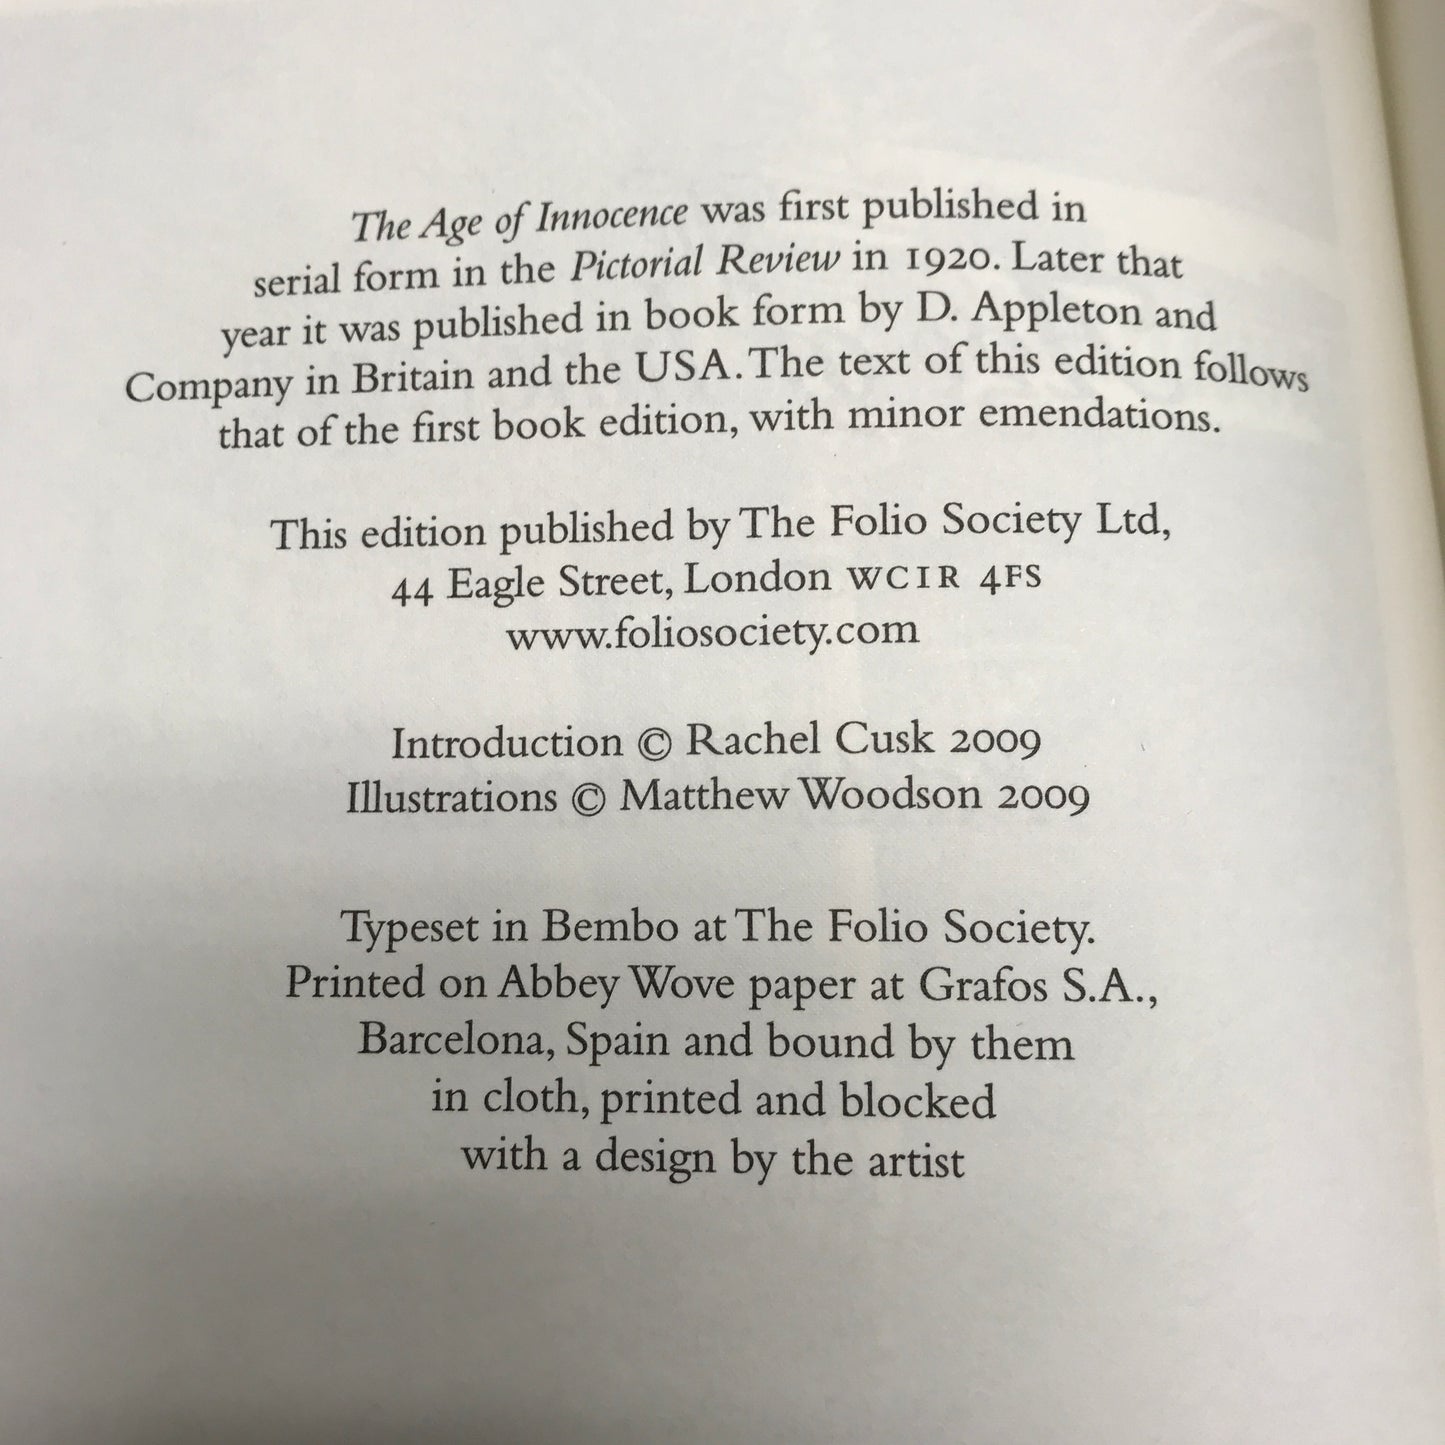 The Age of Innocence was first published in
serial form in the Pictorial Review in 1920. Later that
year it was published in book form by D. Appleton and
Company in Britain and the USA. The text of this edition follows
that of the first book edition, with minor emendations.
This edition published by The Folio Society Ltd,
44 Eagle Street, London WC1R 4FS
www.foliosociety.com
Introduction © Rachel Cusk 2009
Illustrations © Matthew Woodson 2009
Typeset in Bembo at The Folio Society.
Printed on Abbey Wove paper at Grafos S.A.,
Barcelona, Spain and bound by them
in cloth, printed and blocked
with a design by the artist